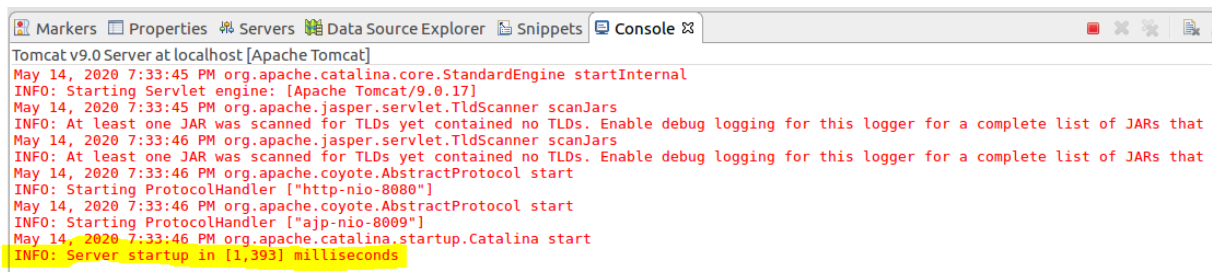 Markers Properties Servers Data Source Explorer Snippets Console
Tomcat v9.0 Server at localhost [Apache Tomcat]
May 14, 2020 7:33:45 PM org.apache.catalina.core.StandardEngine startInternal
INFO: Starting Servlet engine: [Apache Tomcat/9.0.17]
May 14, 2020 7:33:45 PM org.apache.jasper.servlet.TldScanner scanJars
INFO: At least one JAR was scanned for TLDs yet contained no TLDs. Enable debug logging for this logger for a complete list of JARs that
May 14, 2020 7:33:46 PM org.apache.jasper.servlet.TldScanner scanJars
INFO: At least one JAR was scanned for TLDs yet contained no TLDs. Enable debug logging for this logger for a complete list of JARs that
May 14, 2020 7:33:46 PM org.apache.coyote.AbstractProtocol start
INFO: Starting ProtocolHandler ["http-nio-8080"]
May 14, 2020 7:33:46 PM org.apache.coyote.AbstractProtocol start
INFO: Starting ProtocolHandler ["ajp-nio-8009"]
May 14, 2020 7:33:46 PM org.apache.catalina.startup.Catalina start
INFO: Server startup in [1,393] milliseconds